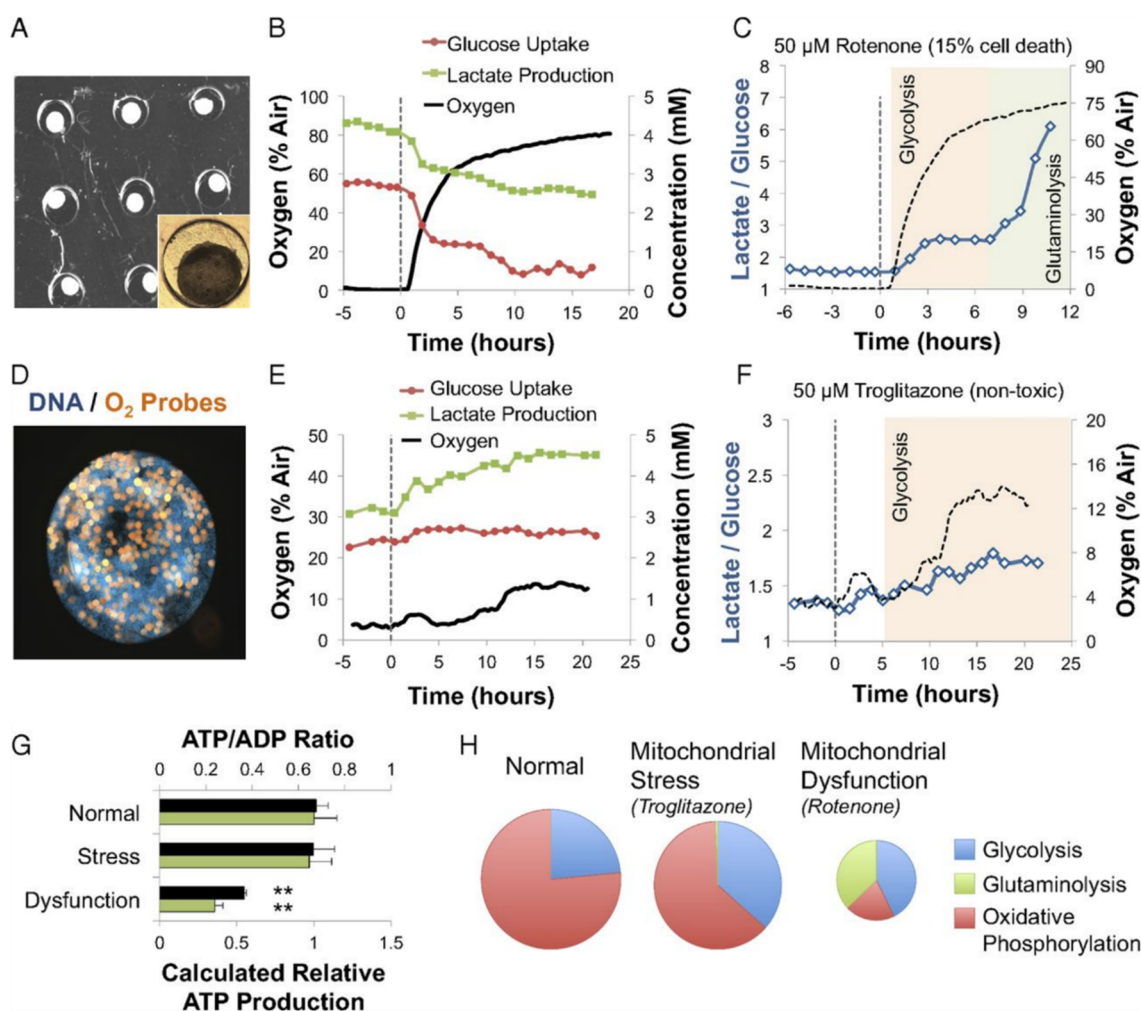 A
B
Glucose Uptake
Lactate Production
Oxygen
Oxygen (% Air)
100
80
60
40
20
0
5
4
3
2
1
0
Concentration (mM)
-5 0 5 10 15 20
Time (hours)
C
50 µM Rotenone (15% cell death)
Lactate / Glucose
8
7
6
5
4
3
2
1
Glycolysis
Glutaminolysis
90
75
60
45
30
15
0
Oxygen (% Air)
-6 -3 0 3 6 9 12
Time (hours)
D
DNA / O₂ Probes
E
Glucose Uptake
Lactate Production
Oxygen
Oxygen (% Air)
50
40
30
20
10
0
5
4
3
2
1
0
Concentration (mM)
-5 0 5 10 15 20 25
Time (hours)
F
50 µM Troglitazone (non-toxic)
Lactate / Glucose
3
2.5
2
1.5
1
Glycolysis
20
16
12
8
4
0
Oxygen (% Air)
-5 0 5 10 15 20 25
Time (hours)
G
ATP/ADP Ratio
0 0.2 0.4 0.6 0.8 1
Normal
Stress
Dysfunction
**
**
0 0.5 1 1.5
Calculated Relative
ATP Production
H
Normal
Mitochondrial
Stress
(Troglitazone)
Mitochondrial
Dysfunction
(Rotenone)
Glycolysis
Glutaminolysis
Oxidative
Phosphorylation